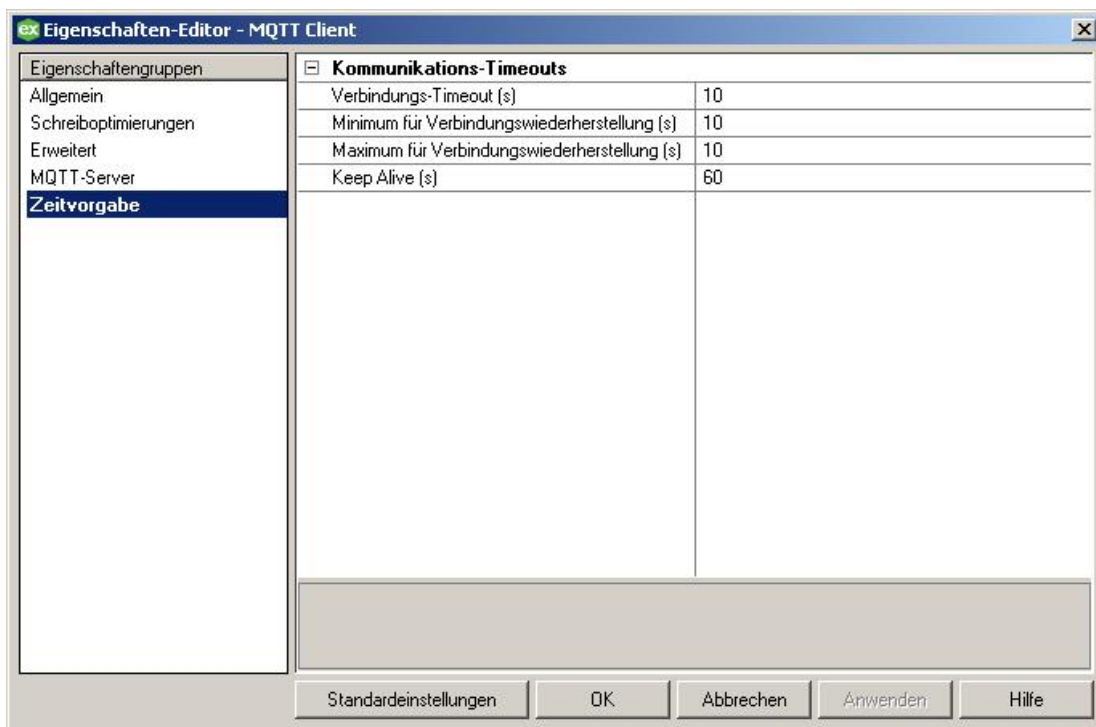 ex Eigenschaften-Editor - MQTT Client
Eigenschaftengruppen
Allgemein
Schreiboptimierungen
Erweitert
MQTT-Server
Zeitvorgabe
Kommunikations-Timeouts
Verbindungs-Timeout (s) 10
Minimum für Verbindungswiederherstellung (s) 10
Maximum für Verbindungswiederherstellung (s) 10
Keep Alive (s) 60
Standardeinstellungen OK Abbrechen Anwenden Hilfe